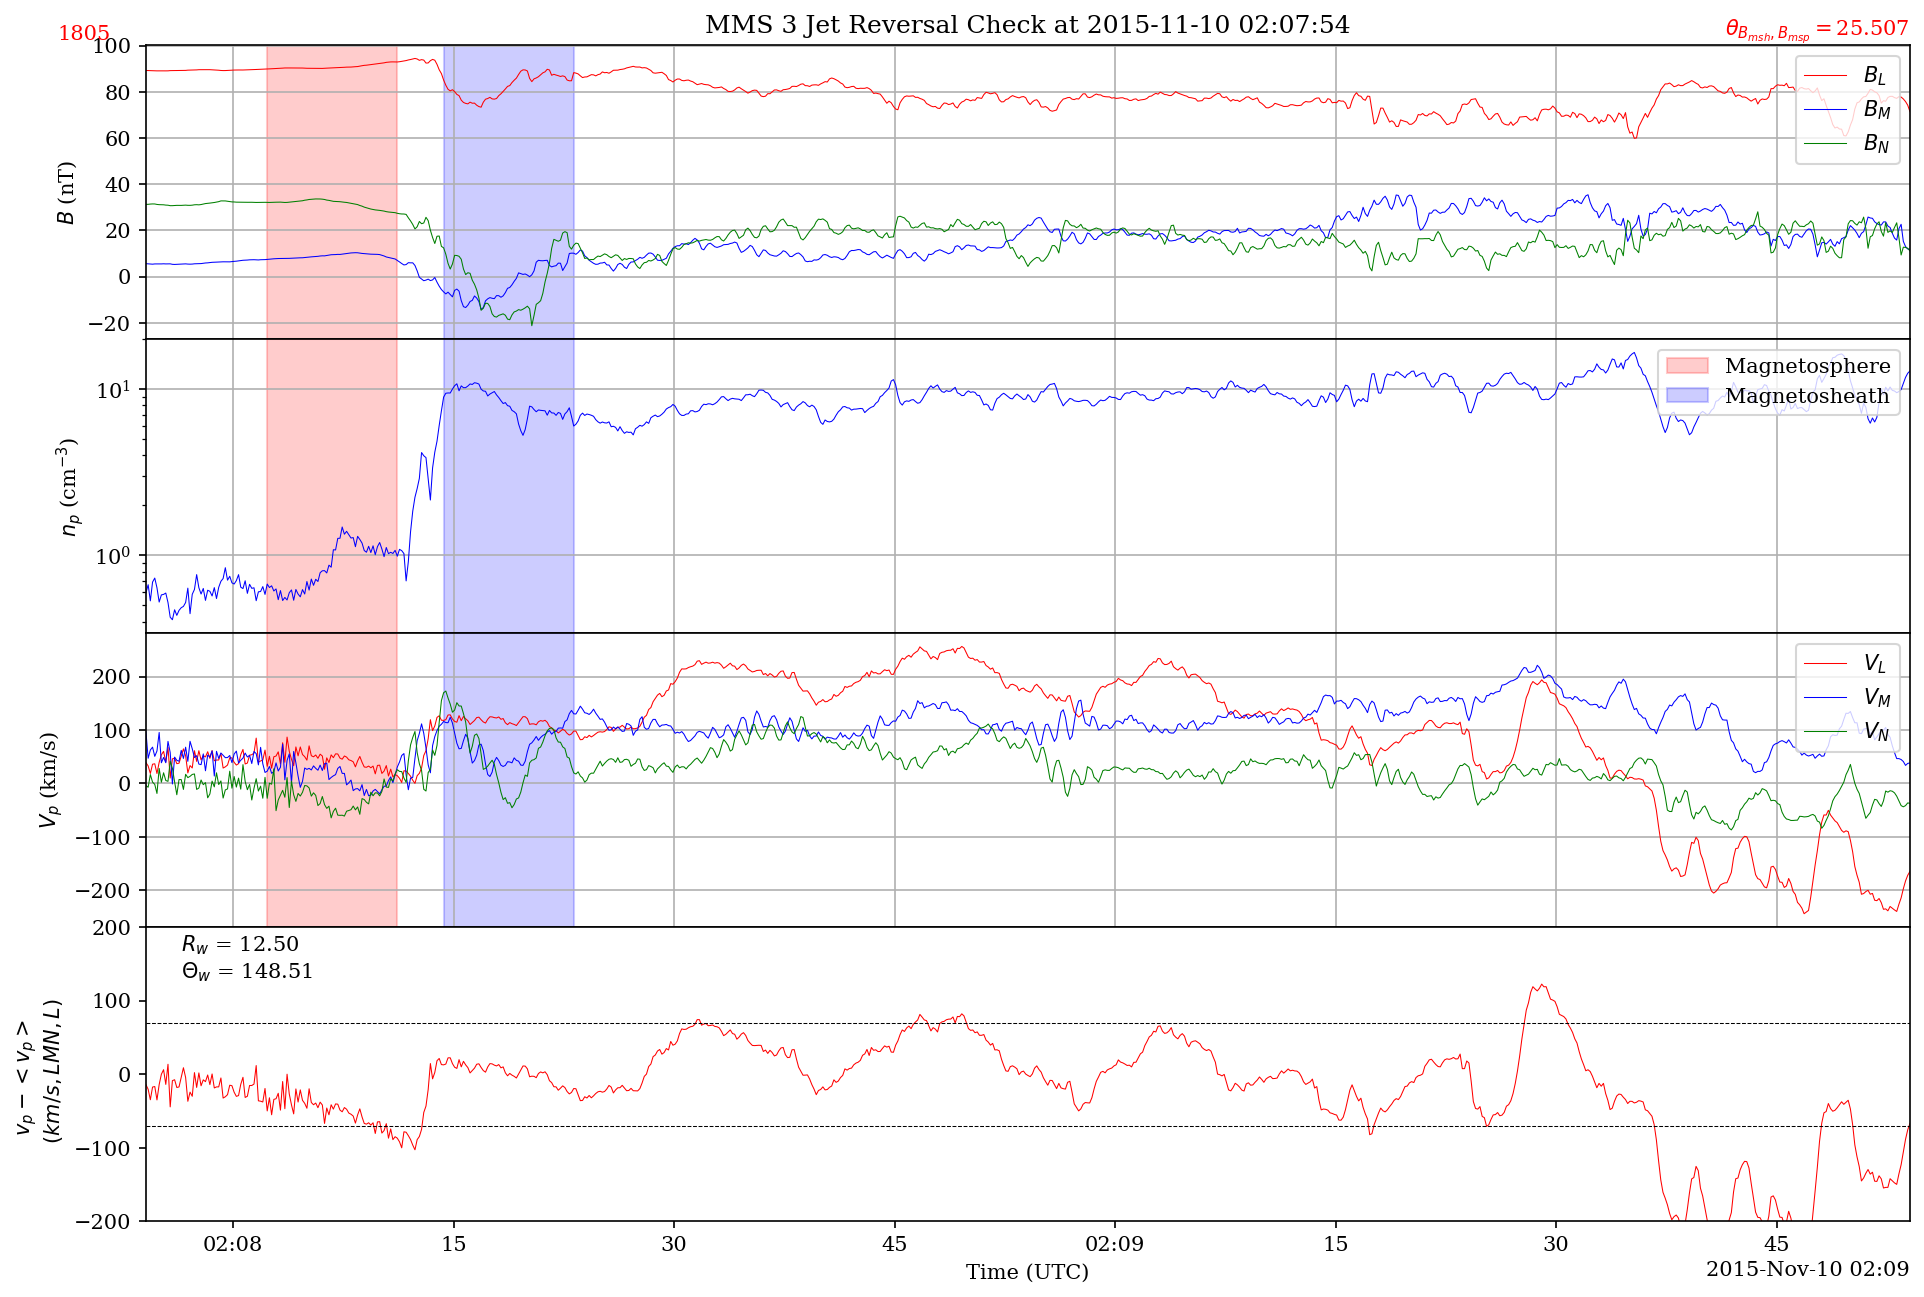 1805
MMS 3 Jet Reversal Check at 2015-11-10 02:07:54
θ_{B_{msh}, B_{msp}} = 25.507
100
80
60
40
20
0
−20
B (nT)
B_L
B_M
B_N
10^1
10^0
n_p (cm^{−3})
Magnetosphere
Magnetosheath
200
100
0
−100
−200
V_p (km/s)
V_L
V_M
V_N
200
100
0
−100
−200
v_p − < v_p >
(km/s, LMN, L)
R_w = 12.50
Θ_w = 148.51
02:08
15
30
45
02:09
15
30
45
Time (UTC)
2015-Nov-10 02:09